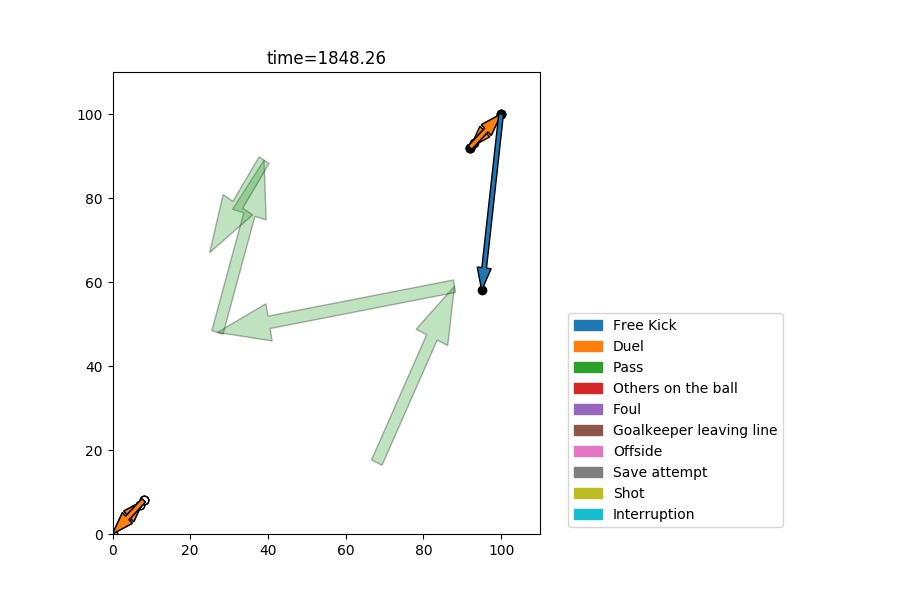 time=1848.26
100
80
60
40
20
0
0 20 40 60 80 100
Free Kick
Duel
Pass
Others on the ball
Foul
Goalkeeper leaving line
Offside
Save attempt
Shot
Interruption